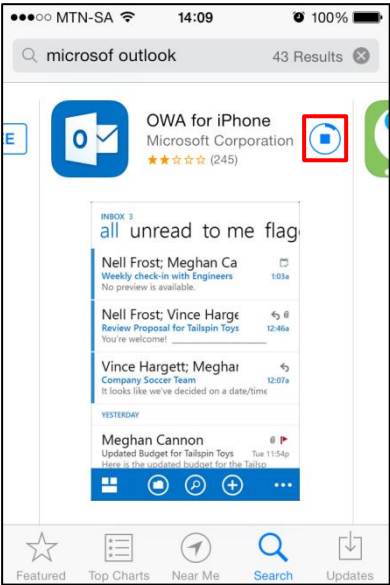 MTN-SA 14:09 100%
microsof outlook 43 Results
E
OWA for iPhone
Microsoft Corporation
(245)
INBOX 3
all unread to me flag
Nell Frost; Meghan Ca
Weekly check-in with Engineers 1:03a
No preview is available.
Nell Frost; Vince Harge
Review Proposal for Tailspin Toys 12:46a
You're welcome!
Vince Hargett; Meghar
Company Soccer Team 12:07a
It looks like we've decided on a date/time
YESTERDAY
Meghan Cannon
Updated Budget for Tailspin Toys Tue 11:54p
Here is the updated budget for the Tailsp
Featured Top Charts Near Me Search Updates